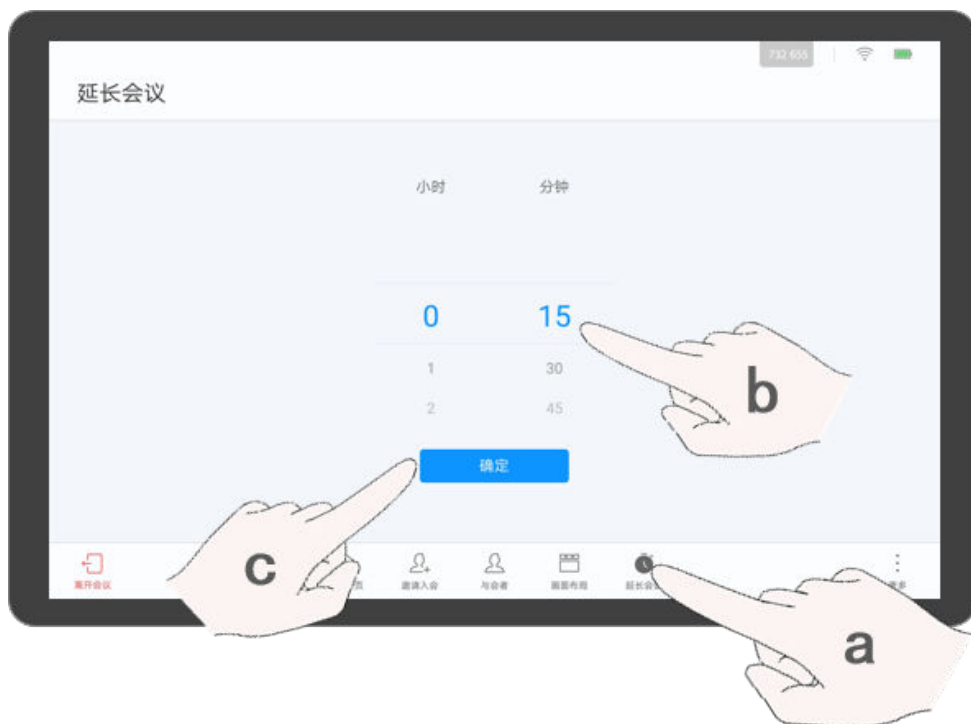 732 655
延长会议
小时 分钟
0 15
1 30
2 45
确定
b
c
a
离开会议 页 邀请入会 与会者 画面布局 延长会 更多